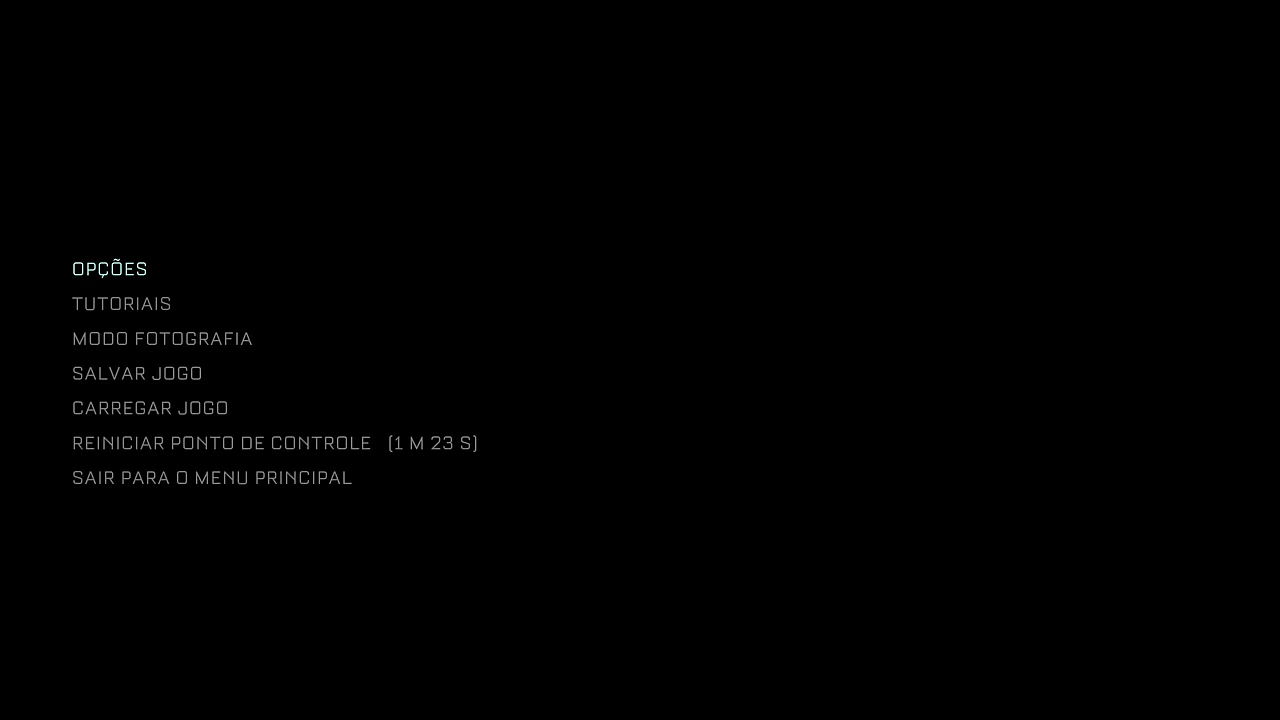 OPÇÕES
TUTORIAIS
MODO FOTOGRAFIA
SALVAR JOGO
CARREGAR JOGO
REINICIAR PONTO DE CONTROLE (1 M 23 S)
SAIR PARA O MENU PRINCIPAL